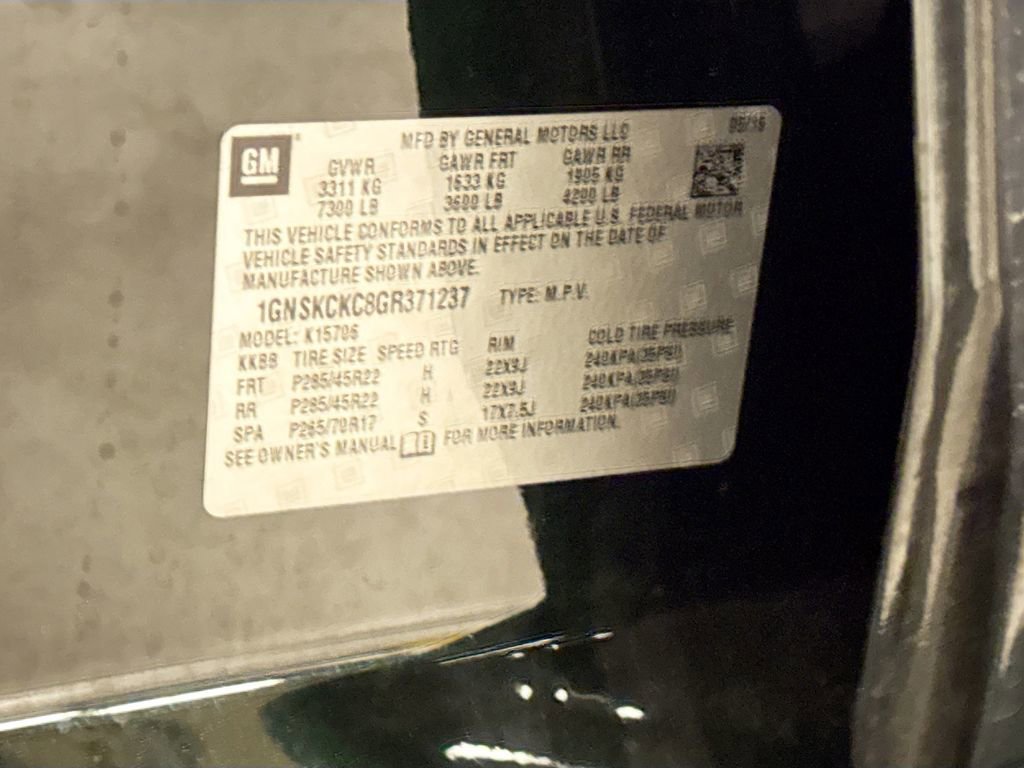 GM
MFD BY GENERAL MOTORS LLC 05/16
GVWR GAWR FRT GAWR RR
3311 KG 1633 KG 1905 KG
7300 LB 3600 LB 4200 LB
THIS VEHICLE CONFORMS TO ALL APPLICABLE U.S. FEDERAL MOTOR
VEHICLE SAFETY STANDARDS IN EFFECT ON THE DATE OF
MANUFACTURE SHOWN ABOVE.
1GNSKCKC8GR371237 TYPE: M.P.V.
MODEL: K15706
KKBB TIRE SIZE SPEED RTG RIM COLD TIRE PRESSURE
FRT P285/45R22 H 22X9J 240KPA(35PSI)
RR P285/45R22 H 22X9J 240KPA(35PSI)
SPA P265/70R17 S 17X7.5J 240KPA(35PSI)
SEE OWNER'S MANUAL FOR MORE INFORMATION.